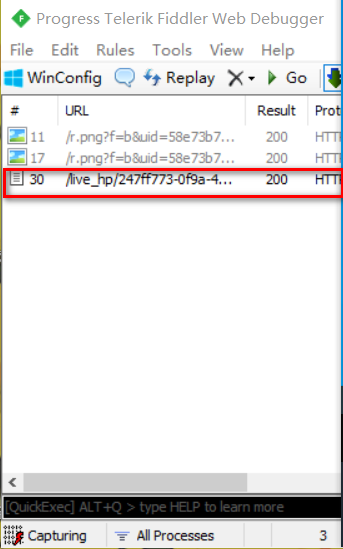 Progress Telerik Fiddler Web Debugger
File Edit Rules Tools View Help
WinConfig Replay Go
# URL Result Proto
11 /r.png?f=b&uid=58e73b7... 200 HTT
17 /r.png?f=b&uid=58e73b7... 200 HTT
30 /live_hp/247ff773-0f9a-4... 200 HTT
[QuickExec] ALT+Q > type HELP to learn more
Capturing All Processes 3